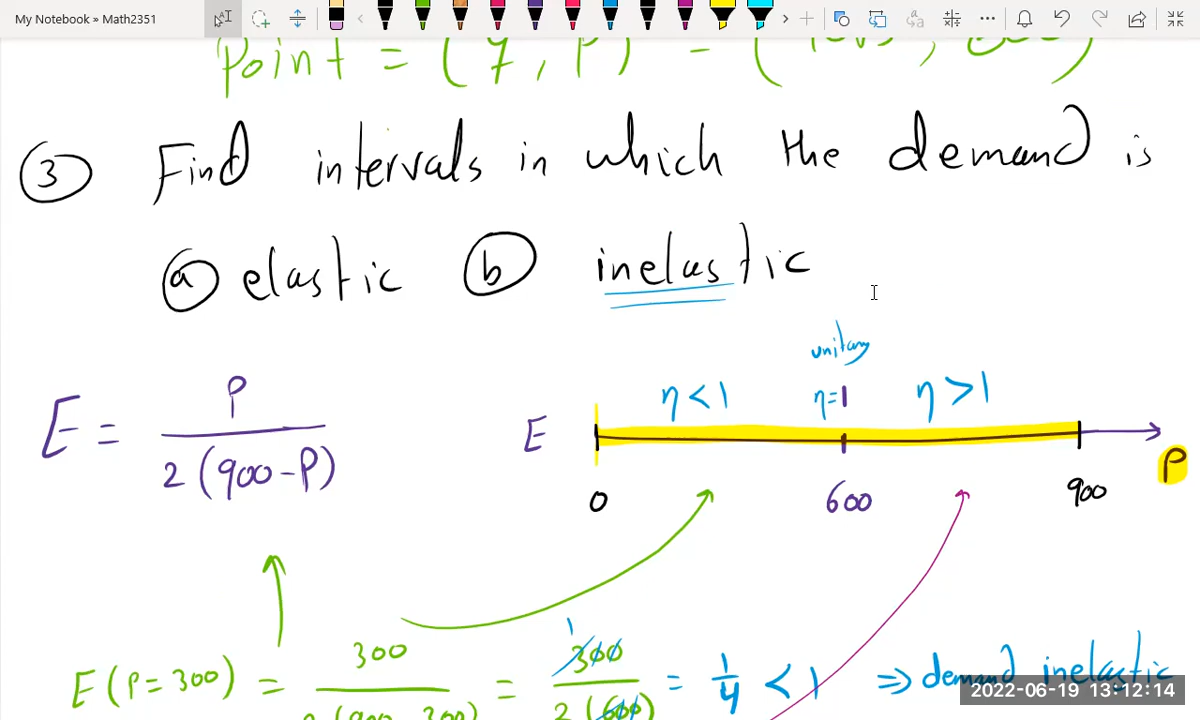 My Notebook » Math2351
Point = (q, P) = (
③ Find intervals in which the demand is
ⓐ elastic ⓑ inelastic
unitary
η<1 η=1 η>1
E = P / 2(900-P)
E
P
0 600 900
E(P=300) = 300 / 2(900-300) = 300 / 2(600) = 1/4 < 1 ⇒ demand inelastic
1
2022-06-19 13:12:14